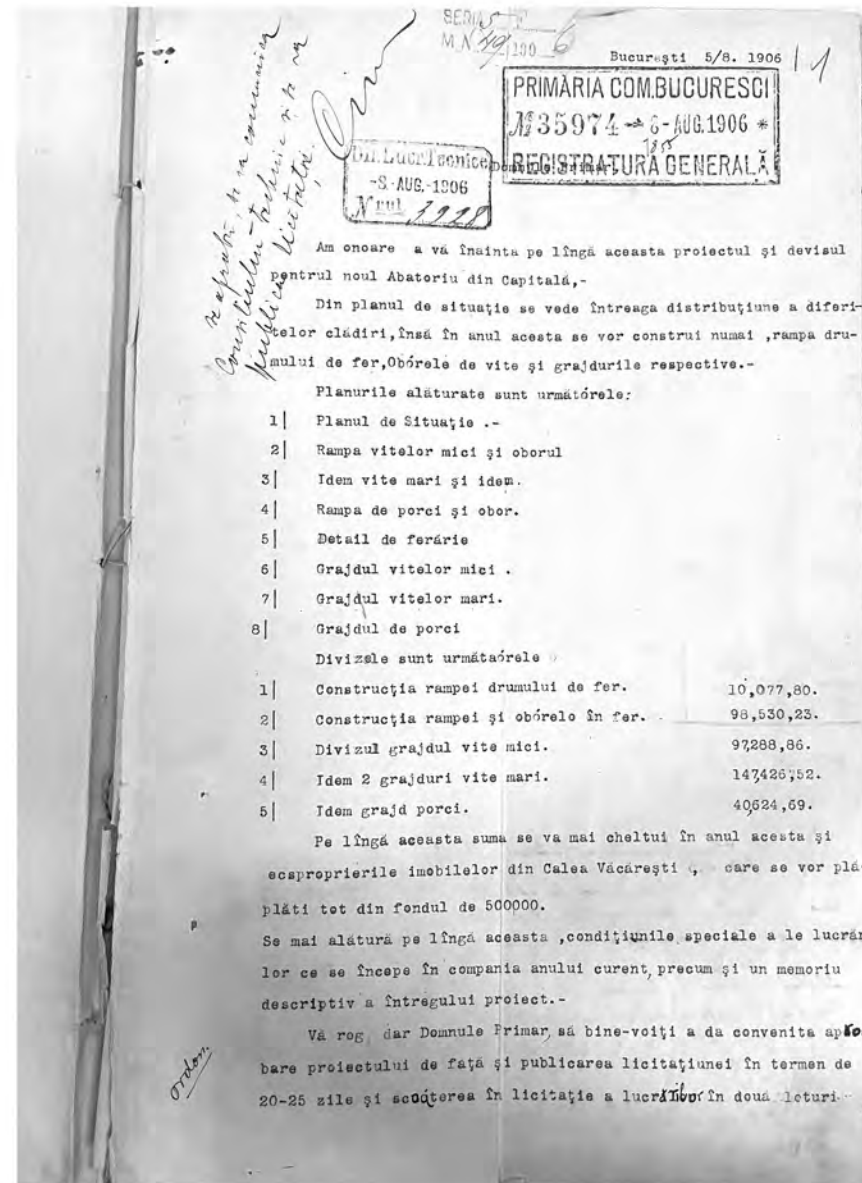 SERIA F
M.N. 49/190 6
București 5/8. 1906 | 1
PRIMĂRIA COM.BUCURESCI
№ 35974 - 6-AUG.1906 *
REGISTRATURA GENERALĂ
Dir. Lucr. Tecnice
-8.-AUG.-1906
Nrul 3928
Am onoare a vă înainta pe lîngă aceasta proiectul și devisul
pentrul noul Abatoriu din Capitală,-
Din planul de situație se vede întreaga distribuțiune a diferi-
telor clădiri,însă în anul acesta se vor construi numai ,rampa dru-
mului de fer,Obórele de vite și grajdurile respective.-
Planurile alăturate sunt următórele:
1| Planul de Situație .-
2| Rampa vitelor mici și oborul
3| Idem vite mari și idem.
4| Rampa de porci și obor.
5| Detail de ferărie
6| Grajdul vitelor mici .
7| Grajdul vitelor mari.
8| Grajdul de porci
Divizele sunt urmátaórele
1| Construcția rampei drumului de fer. 10,077,80.
2| Construcția rampei și obórelo în fer. 98,530,23.
3| Divizul grajdul vite mici. 97,288,86.
4| Idem 2 grajduri vite mari. 147,426,52.
5| Idem grajd porci. 40,624,69.
Pe lîngă aceasta suma se va mai cheltui în anul acesta și
ecsproprierile imobilelor din Calea Văcărești , care se vor plă-
plăti tot din fondul de 500000.
Se mai alătură pe lîngă aceasta ,condițiunile speciale a le lucrăr
lor ce se începe în compania anului curent, precum și un memoriu
descriptiv a întregului proiect.-
Vă rog dar Domnule Primar, să bine-voiți a da convenita apro
bare proiectului de față și publicarea licitațiunei în termen de
ordon.
20-25 zile și scoáterea în licitație a lucrărilor în două loturi-